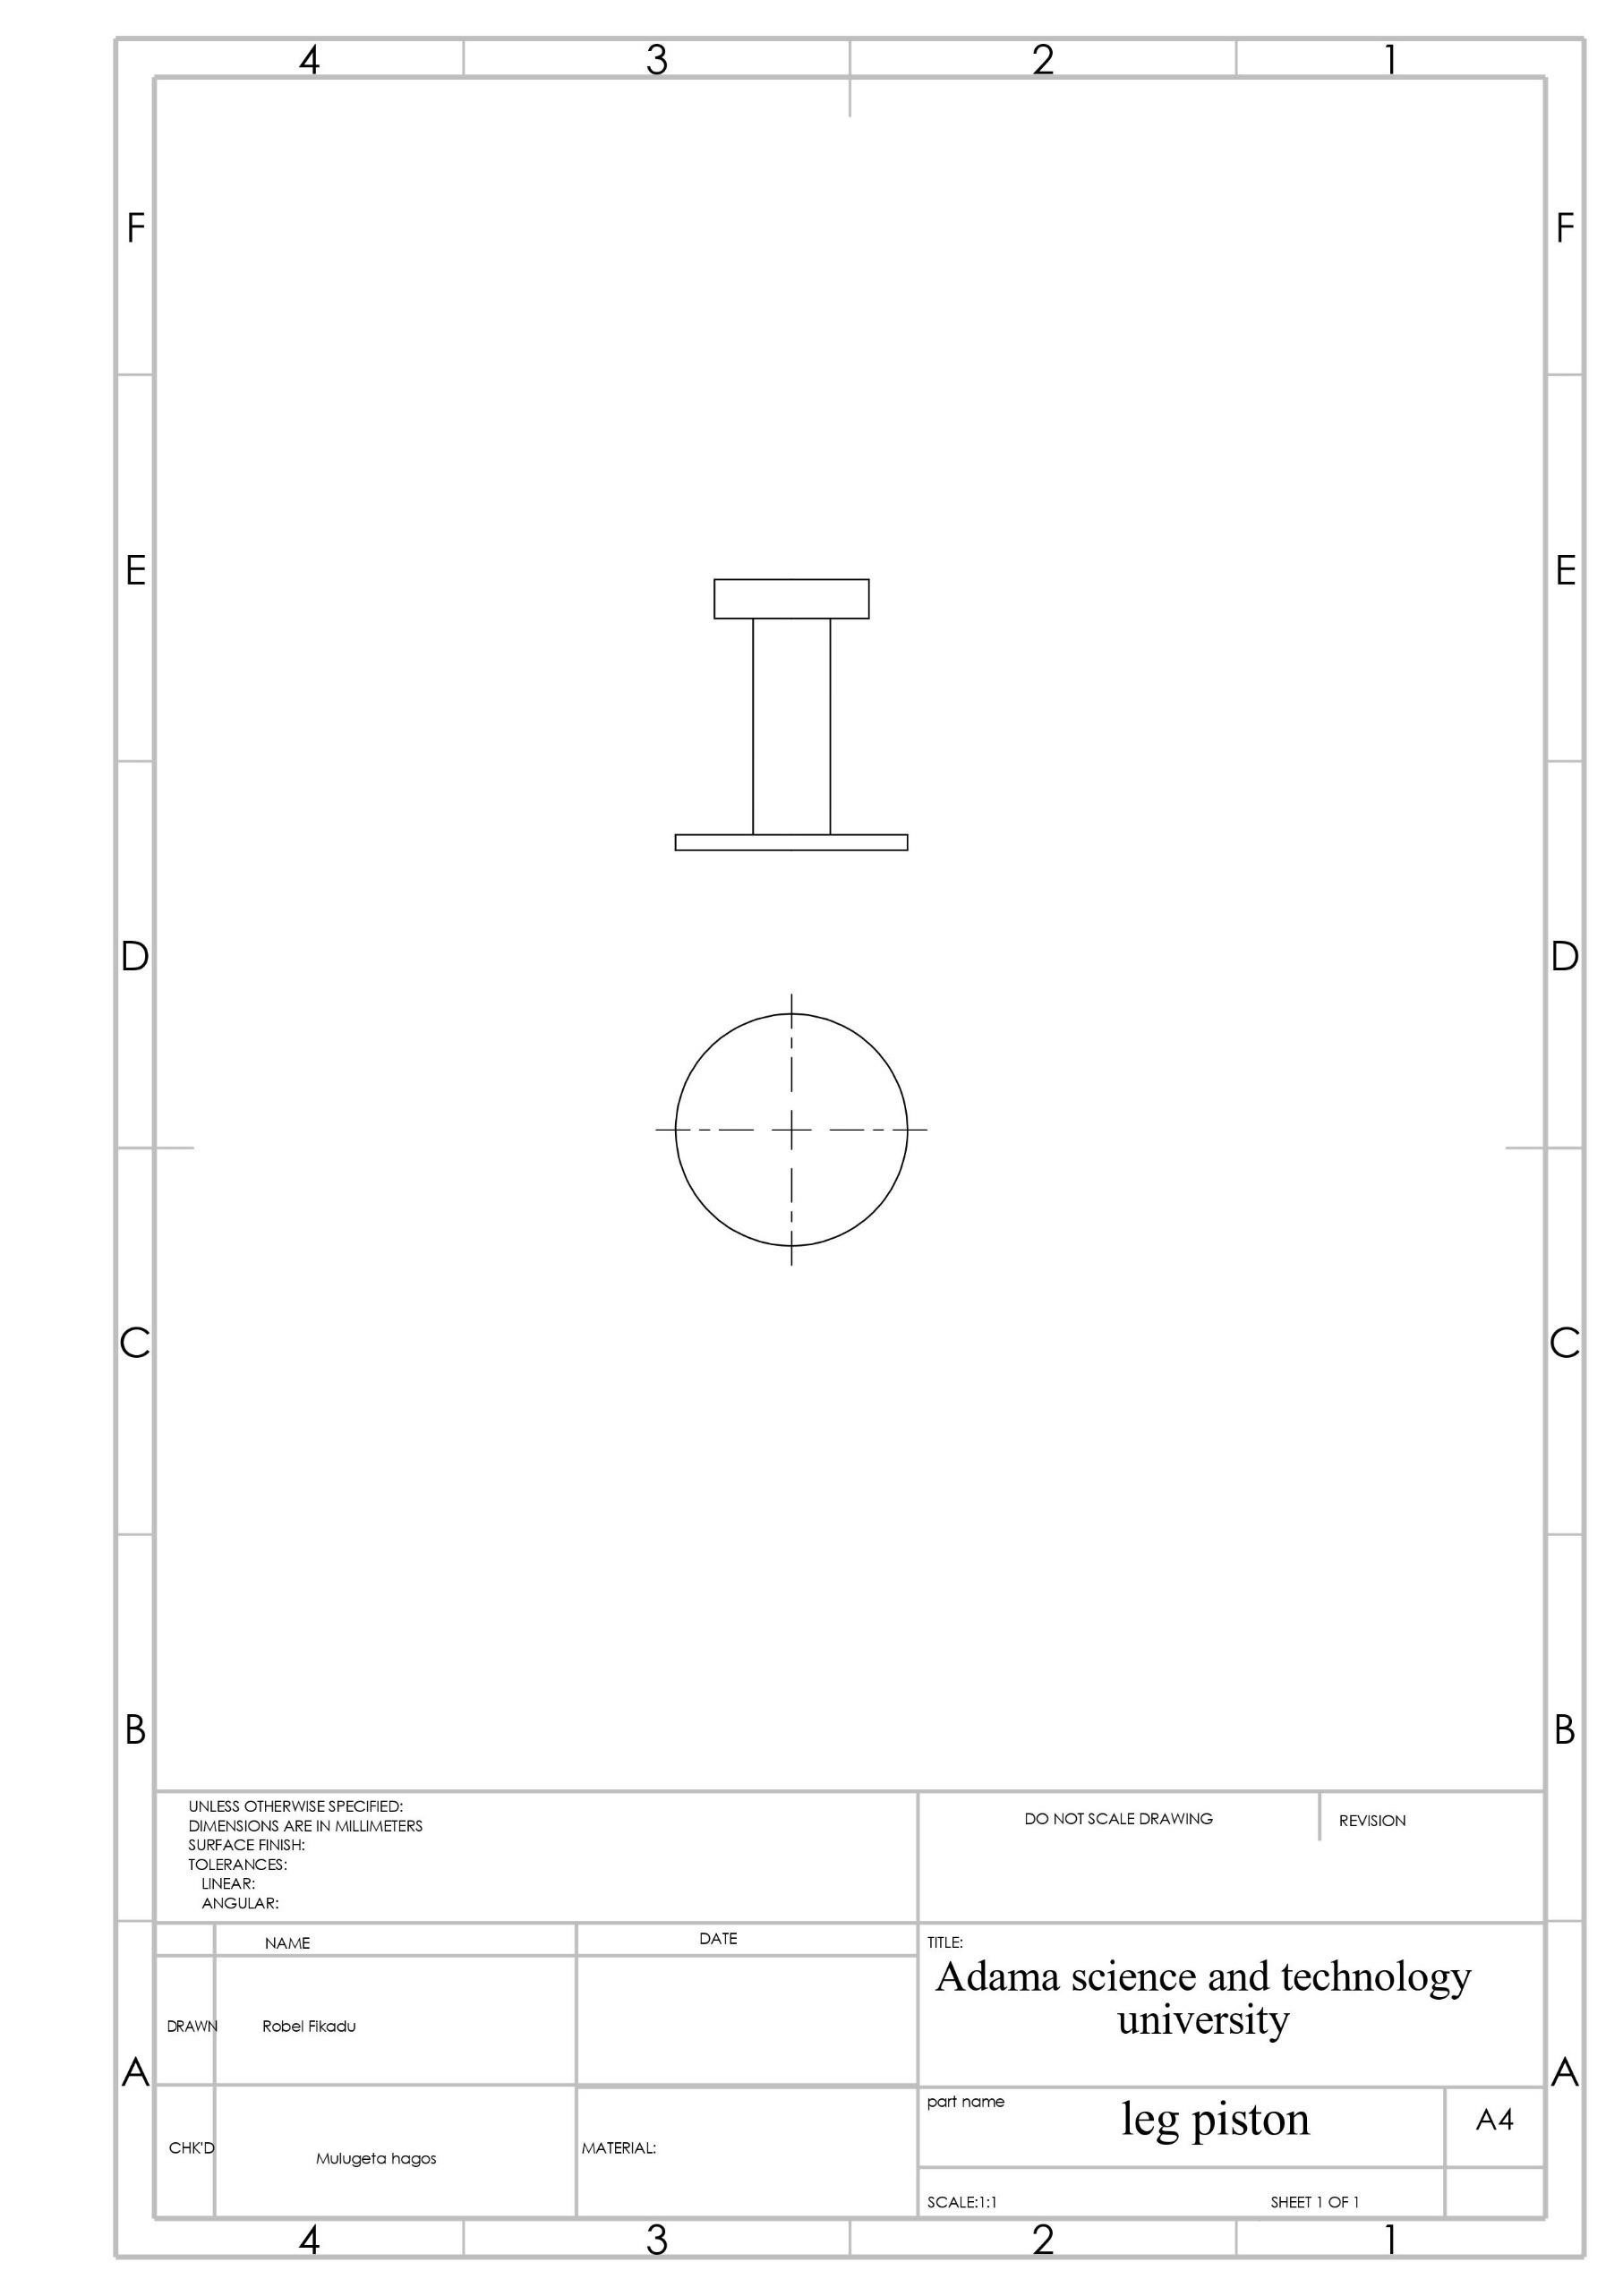 4 3 2 1
F F
E E
D D
C C
B B
UNLESS OTHERWISE SPECIFIED:
DIMENSIONS ARE IN MILLIMETERS
SURFACE FINISH:
TOLERANCES:
LINEAR:
ANGULAR:
DO NOT SCALE DRAWING
REVISION
NAME
DATE
TITLE:
Adama science and technology
university
DRAWN Robel Fikadu
A A
part name
leg piston
A4
CHK'D Mulugeta hagos
MATERIAL:
SCALE:1:1
SHEET 1 OF 1
4 3 2 1